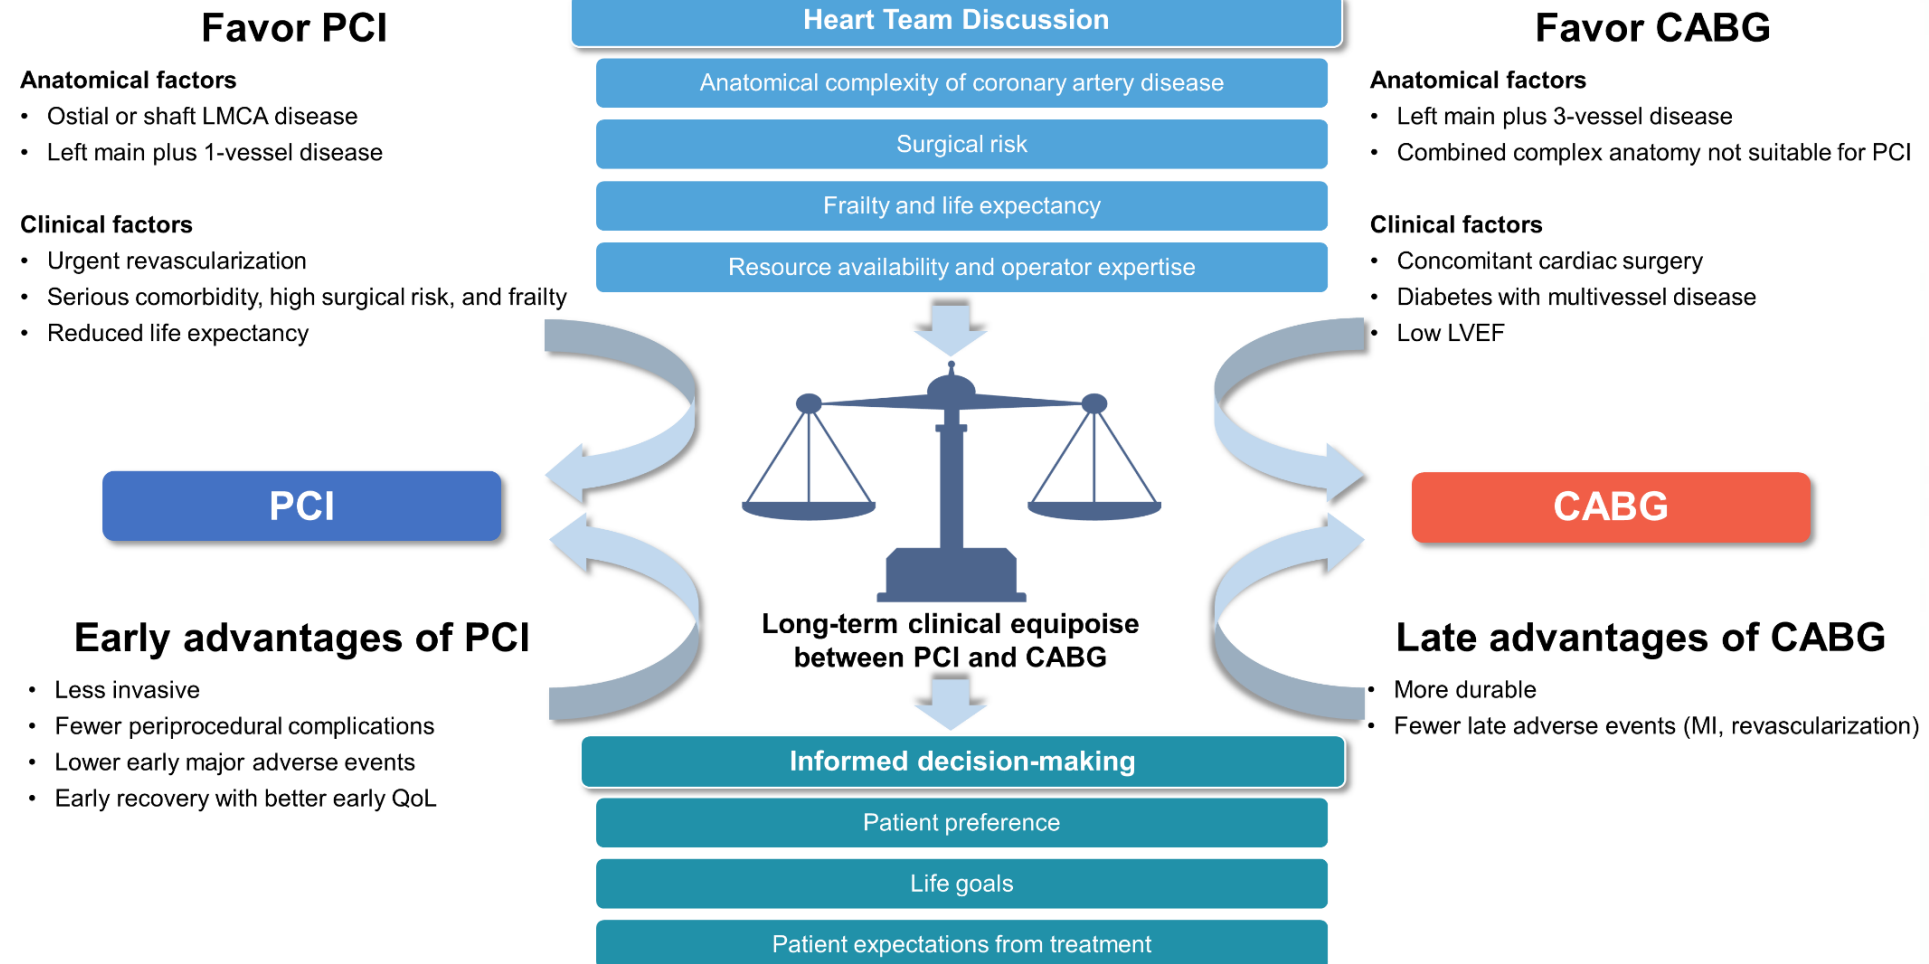 Favor PCI
Anatomical factors
• Ostial or shaft LMCA disease
• Left main plus 1-vessel disease
Clinical factors
• Urgent revascularization
• Serious comorbidity, high surgical risk, and frailty
• Reduced life expectancy
PCI
Early advantages of PCI
• Less invasive
• Fewer periprocedural complications
• Lower early major adverse events
• Early recovery with better early QoL
Heart Team Discussion
Anatomical complexity of coronary artery disease
Surgical risk
Frailty and life expectancy
Resource availability and operator expertise
Long-term clinical equipoise
between PCI and CABG
Informed decision-making
Patient preference
Life goals
Patient expectations from treatment
Favor CABG
Anatomical factors
• Left main plus 3-vessel disease
• Combined complex anatomy not suitable for PCI
Clinical factors
• Concomitant cardiac surgery
• Diabetes with multivessel disease
• Low LVEF
CABG
Late advantages of CABG
• More durable
• Fewer late adverse events (MI, revascularization)